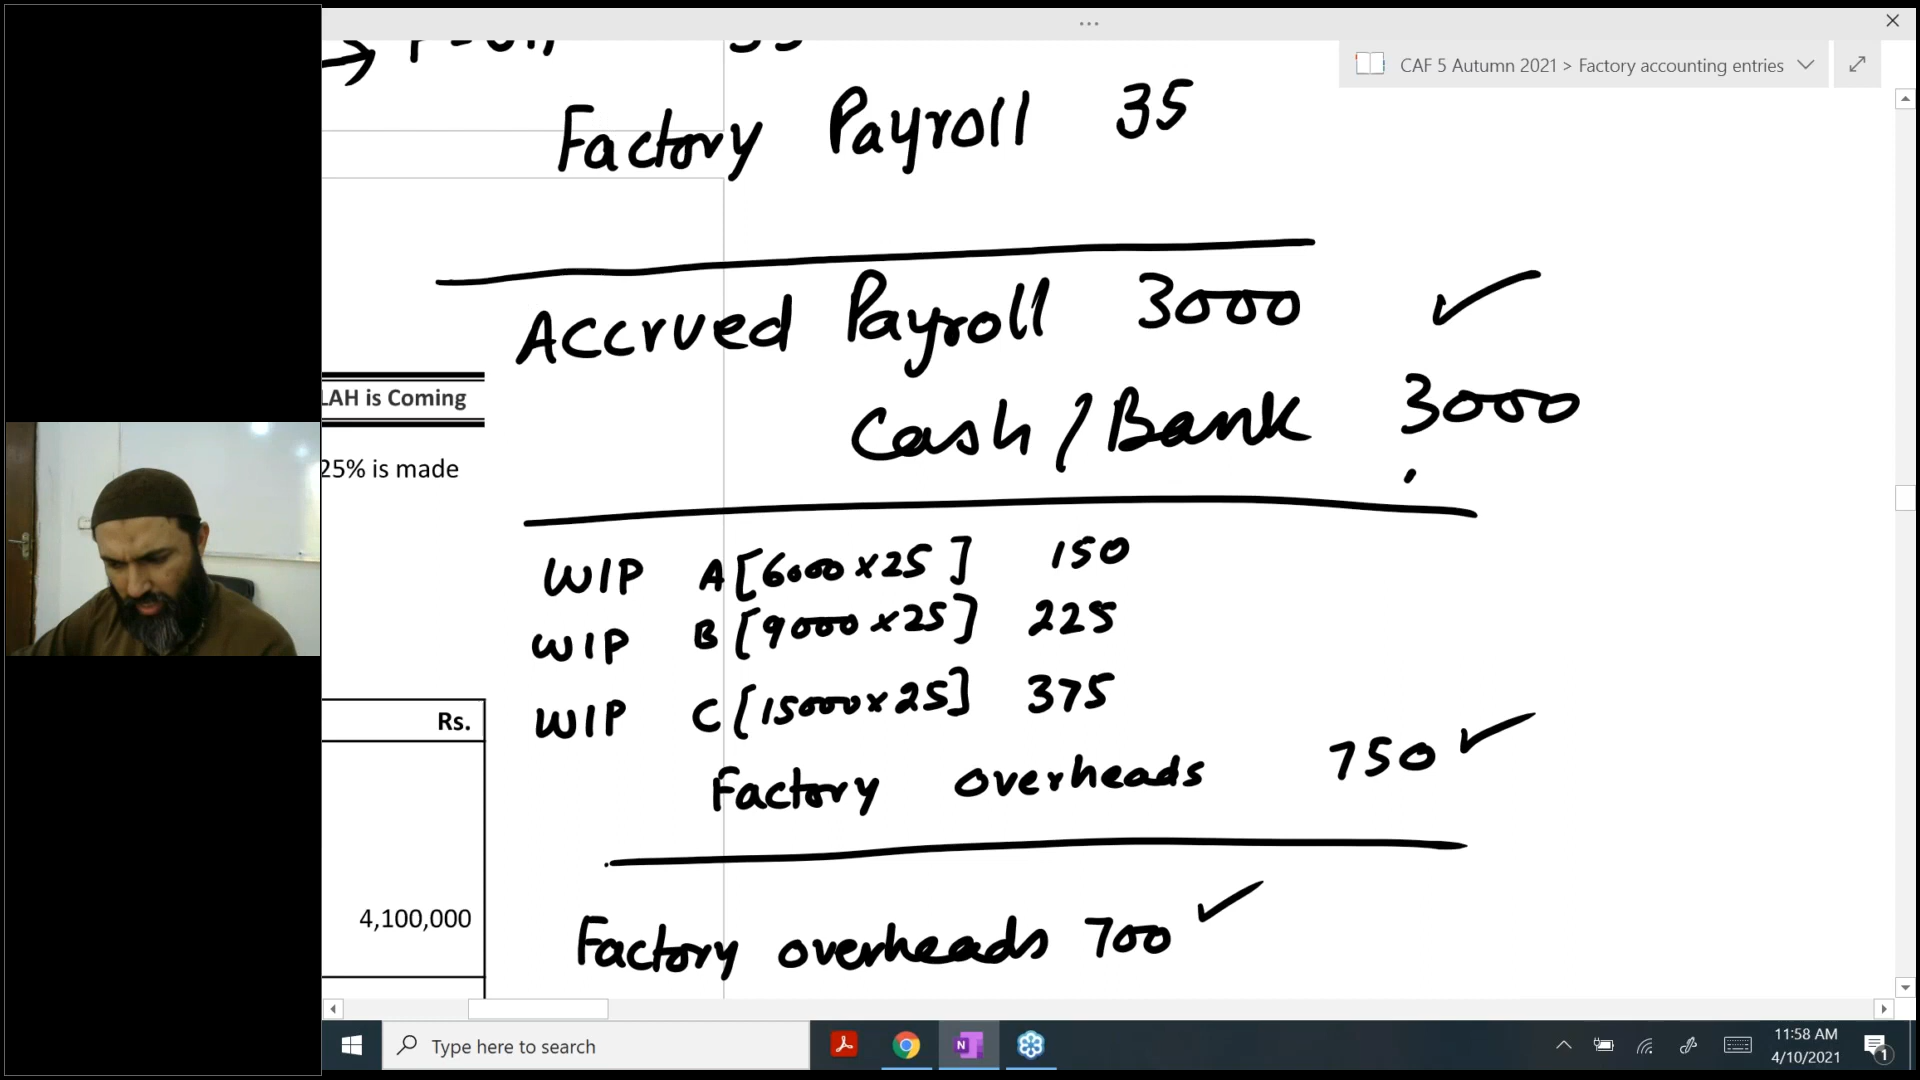 ...
CAF 5 Autumn 2021 > Factory accounting entries
35
Factory Payroll 35
Accrued Payroll 3000
Cash / Bank 3000
LAH is Coming
25% is made
WIP A [6000 x 25] 150
WIP B [9000 x 25] 225
WIP C [15000 x 25] 375
Rs.
Factory overheads 750
4,100,000
Factory overheads 700
Type here to search
11:58 AM
4/10/2021
1